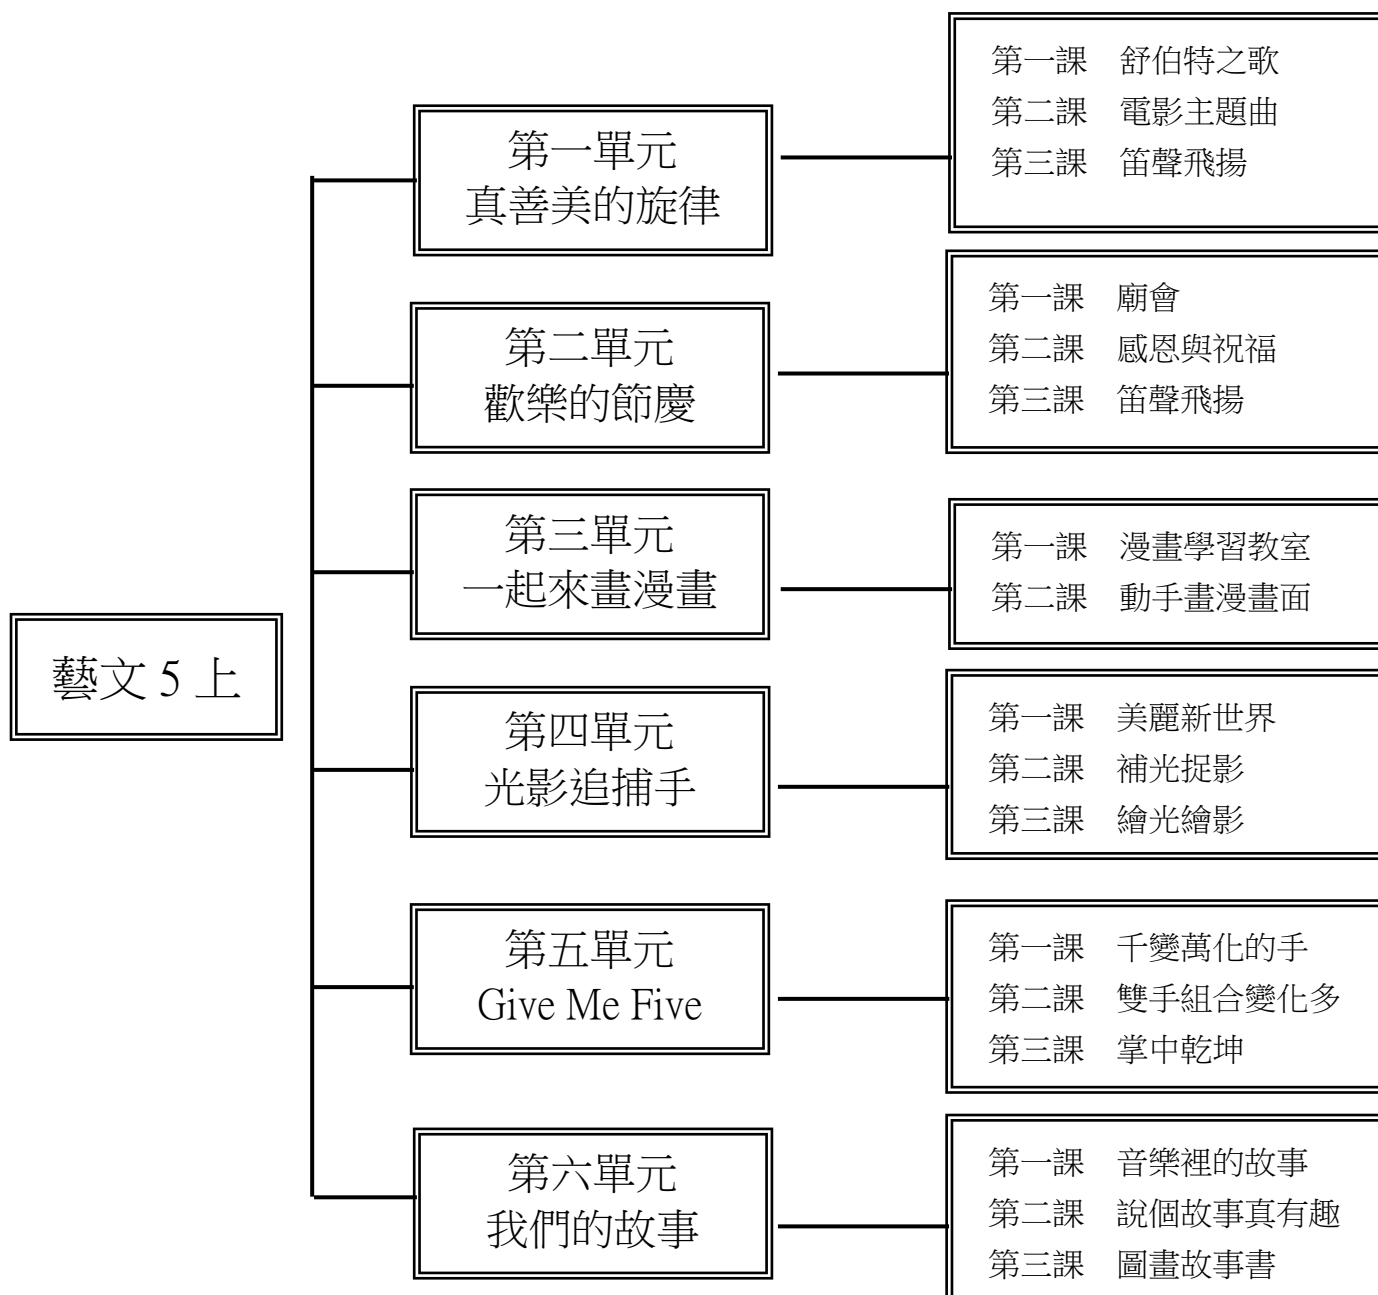 藝文 5 上
第一單元
真善美的旋律
第一課　舒伯特之歌
第二課　電影主題曲
第三課　笛聲飛揚
第二單元
歡樂的節慶
第一課　廟會
第二課　感恩與祝福
第三課　笛聲飛揚
第三單元
一起來畫漫畫
第一課　漫畫學習教室
第二課　動手畫漫畫面
第四單元
光影追捕手
第一課　美麗新世界
第二課　補光捉影
第三課　繪光繪影
第五單元
Give Me Five
第一課　千變萬化的手
第二課　雙手組合變化多
第三課　掌中乾坤
第六單元
我們的故事
第一課　音樂裡的故事
第二課　說個故事真有趣
第三課　圖畫故事書